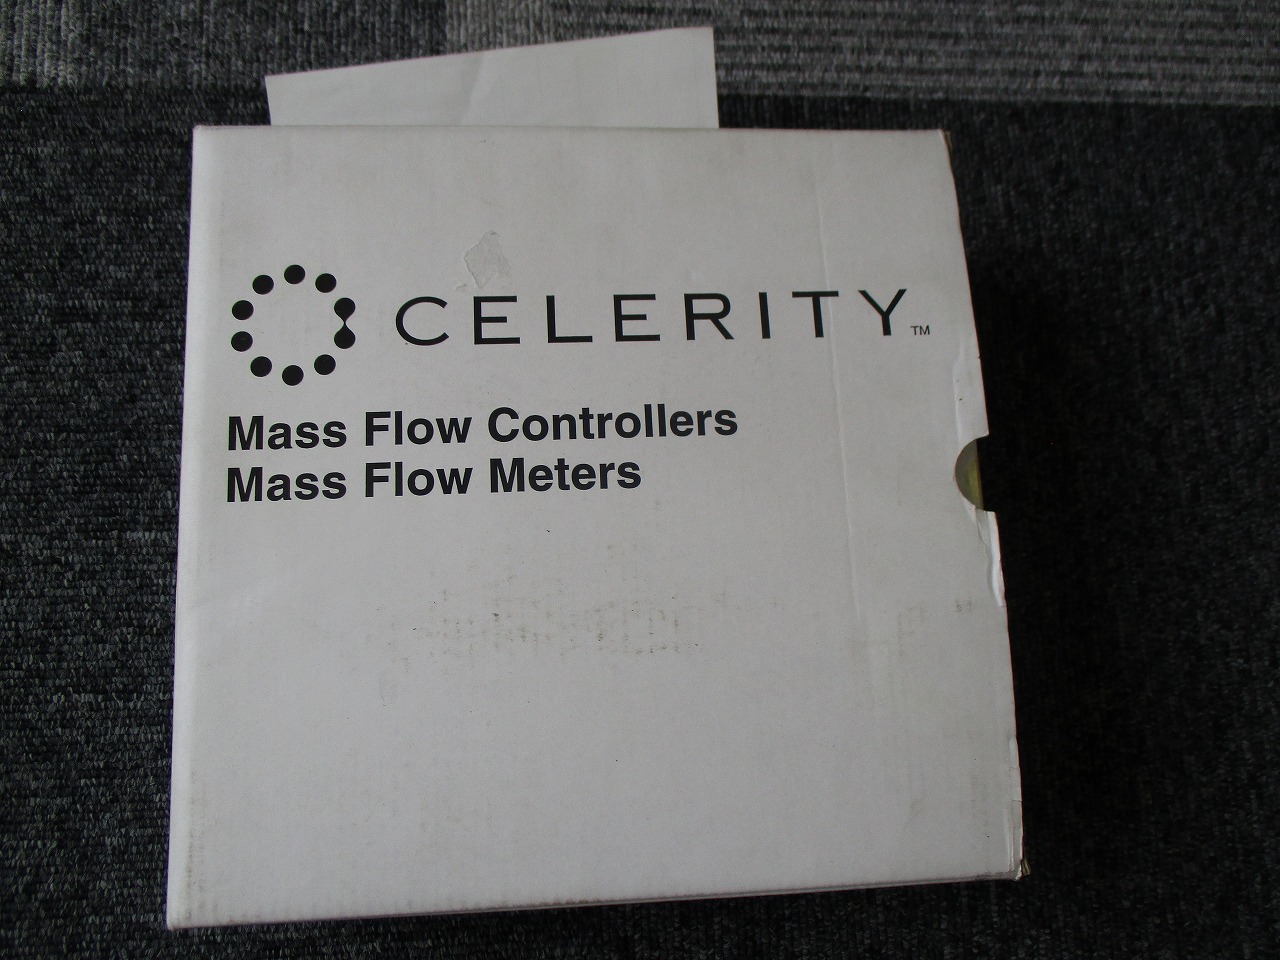 CELERITY™
Mass Flow Controllers
Mass Flow Meters